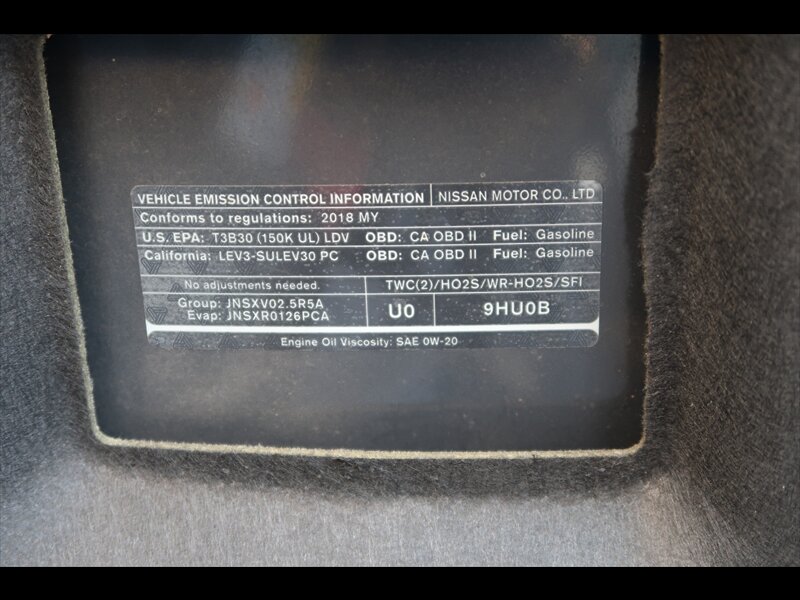 VEHICLE EMISSION CONTROL INFORMATION NISSAN MOTOR CO., LTD
Conforms to regulations: 2018 MY
U.S. EPA: T3B30 (150K UL) LDV OBD: CA OBD II Fuel: Gasoline
California: LEV3-SULEV30 PC OBD: CA OBD II Fuel: Gasoline
No adjustments needed. TWC(2)/HO2S/WR-HO2S/SFI
Group: JNSXV02.5R5A
Evap: JNSXR0126PCA
U0 9HU0B
Engine Oil Viscosity: SAE 0W-20